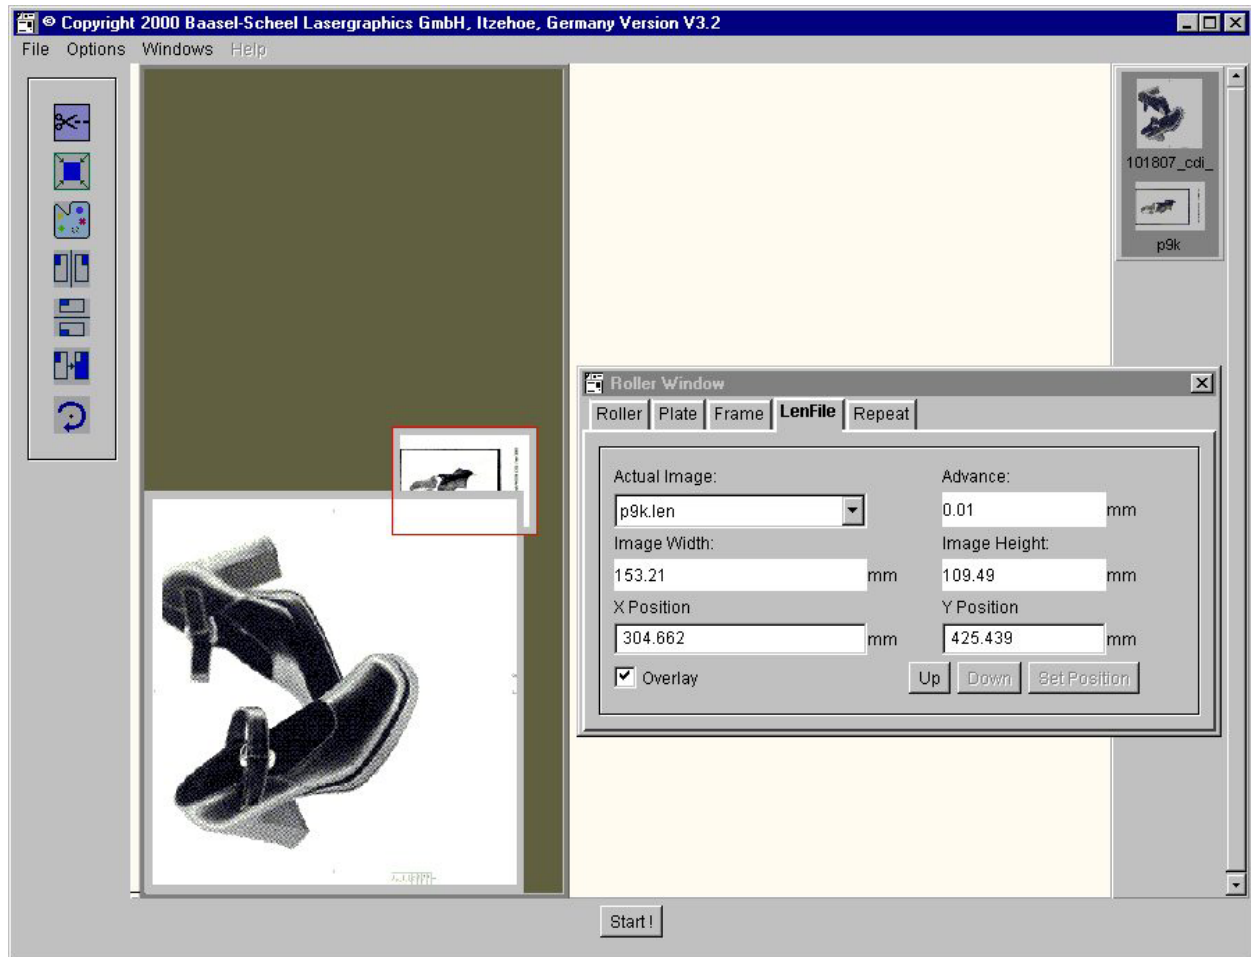 © Copyright 2000 Baasel-Scheel Lasergraphics GmbH, Itzehoe, Germany Version V3.2
File Options Windows Help
101807_cdi_
p9k
Roller Window
Roller Plate Frame LenFile Repeat
Actual Image: Advance:
p9k.len 0.01 mm
Image Width: Image Height:
153.21 mm 109.49 mm
X Position Y Position
304.662 mm 425.439 mm
Overlay Up Down Set Position
Start !